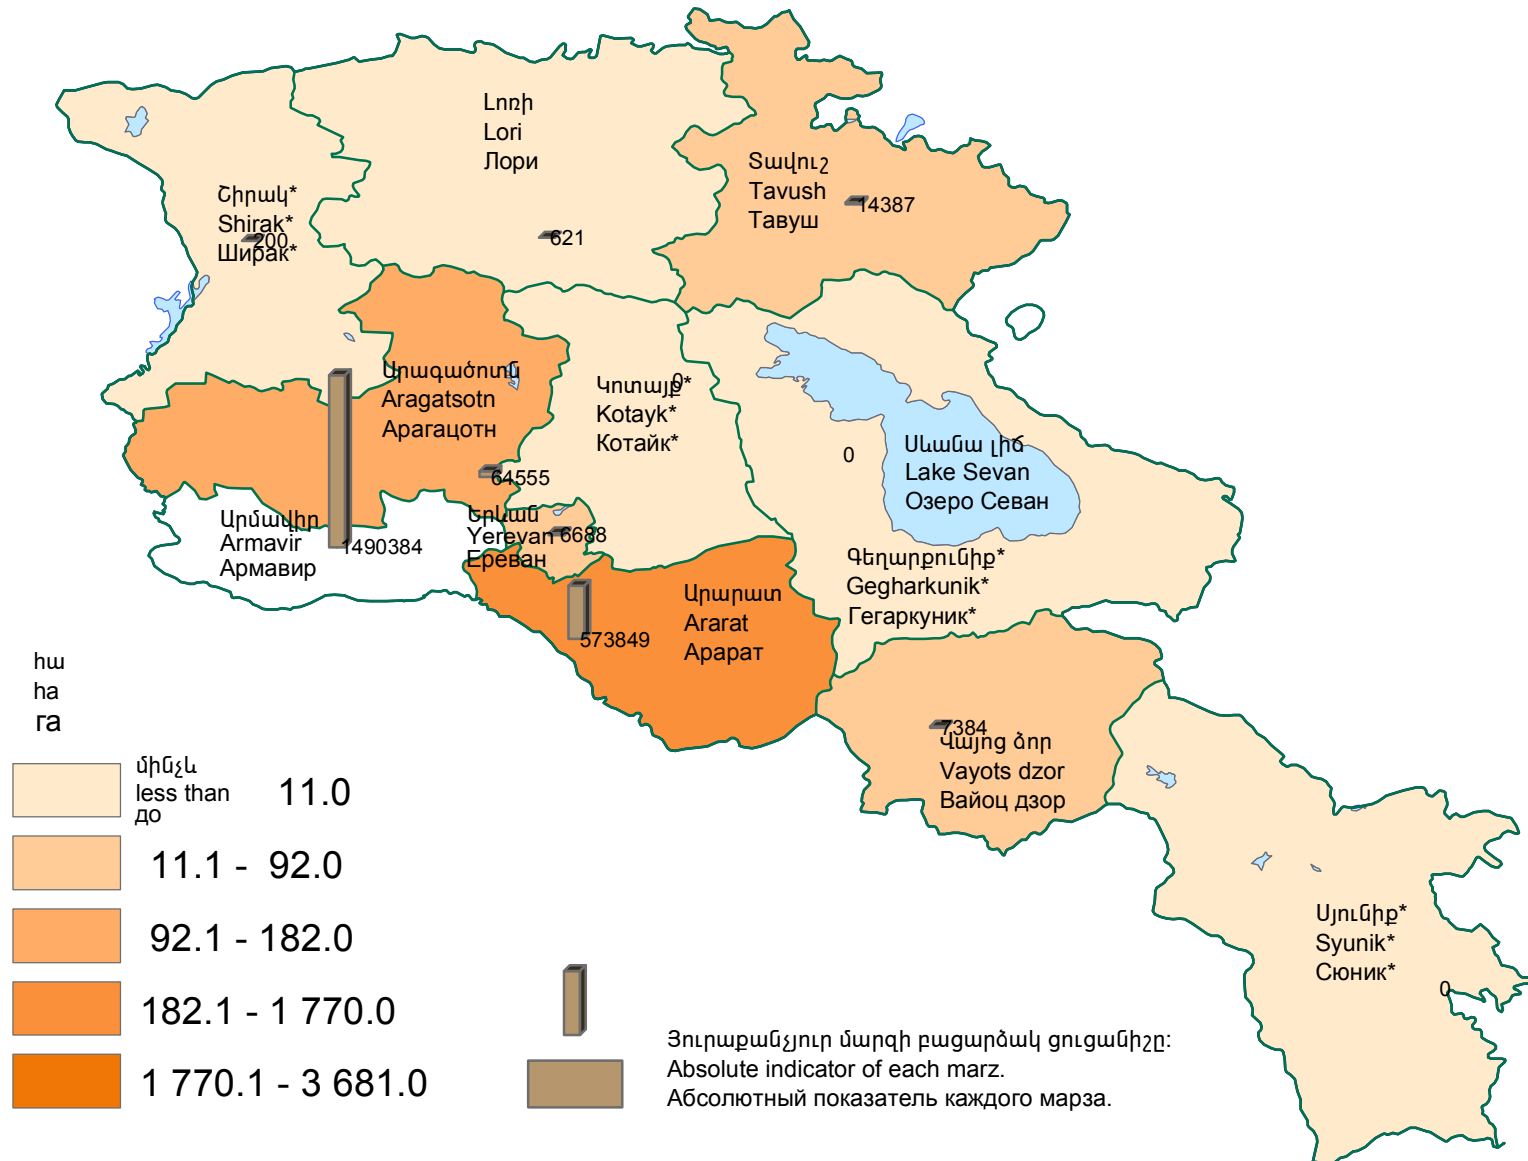 Լոռի
Lori
Лори
621
Շիրակ*
Shirak*
Ширак*
200
Տավուշ
Tavush
Тавуш
14387
Արագածոտն
Aragatsotn
Арагацотн
64555
Կոտայք*
Kotayk*
Котайк*
0
0
Սևանա լիճ
Lake Sevan
Озеро Севан
Արմավիր
Armavir
Армавир
1490384
Երևան
Yerevan
Ереван
6688
Գեղարքունիք*
Gegharkunik*
Гегаркуник*
Արարատ
Ararat
Арарат
573849
7384
Վայոց ձոր
Vayots dzor
Вайоц дзор
Սյունիք*
Syunik*
Сюник*
0
հա
ha
га
մինչև
less than 11.0
до
11.1 - 92.0
92.1 - 182.0
182.1 - 1 770.0
1 770.1 - 3 681.0
Յուրաքանչյուր մարզի բացարձակ ցուցանիշը:
Absolute indicator of each marz.
Абсолютный показатель каждого марза.